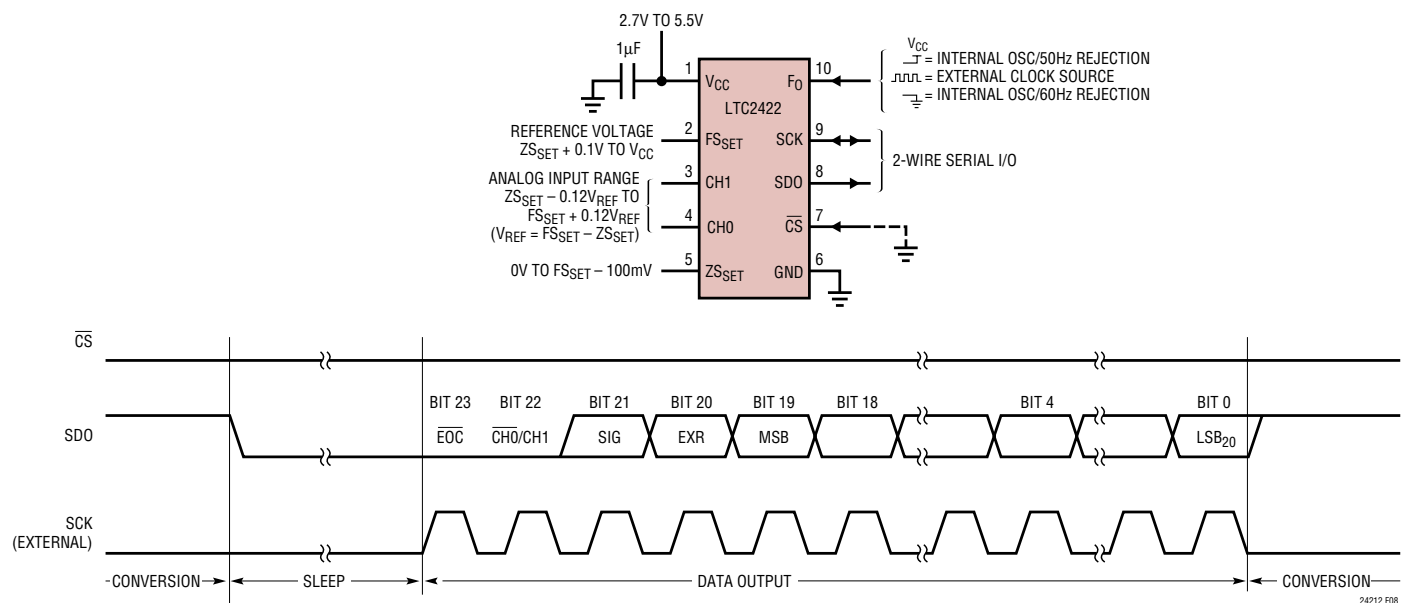 2.7V TO 5.5V
1µF
1
VCC
LTC2422
FO
10
VCC
= INTERNAL OSC/50Hz REJECTION
= EXTERNAL CLOCK SOURCE
= INTERNAL OSC/60Hz REJECTION
REFERENCE VOLTAGE
ZSSET + 0.1V TO VCC
2
FSSET
SCK
9
2-WIRE SERIAL I/O
ANALOG INPUT RANGE
ZSSET – 0.12VREF TO
FSSET + 0.12VREF
(VREF = FSSET – ZSSET)
3
CH1
SDO
8
4
CH0
CS
7
0V TO FSSET – 100mV
5
ZSSET
GND
6
CS
SDO
BIT 23
BIT 22
BIT 21
BIT 20
BIT 19
BIT 18
BIT 4
BIT 0
EOC
CH0/CH1
SIG
EXR
MSB
LSB20
SCK
(EXTERNAL)
CONVERSION
SLEEP
DATA OUTPUT
CONVERSION
24212 F08